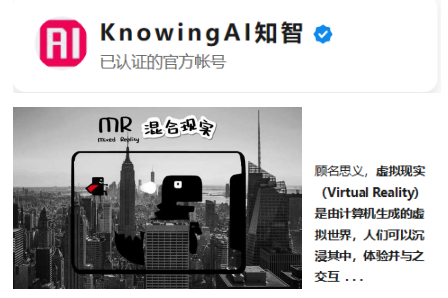 AI
KnowingAI知智
已认证的官方帐号
MR
混合现实
Mixed Reality
顾名思义，虚拟现实
（Virtual Reality)
是由计算机生成的虚
拟世界，人们可以沉
浸其中，体验并与之
交互 ...